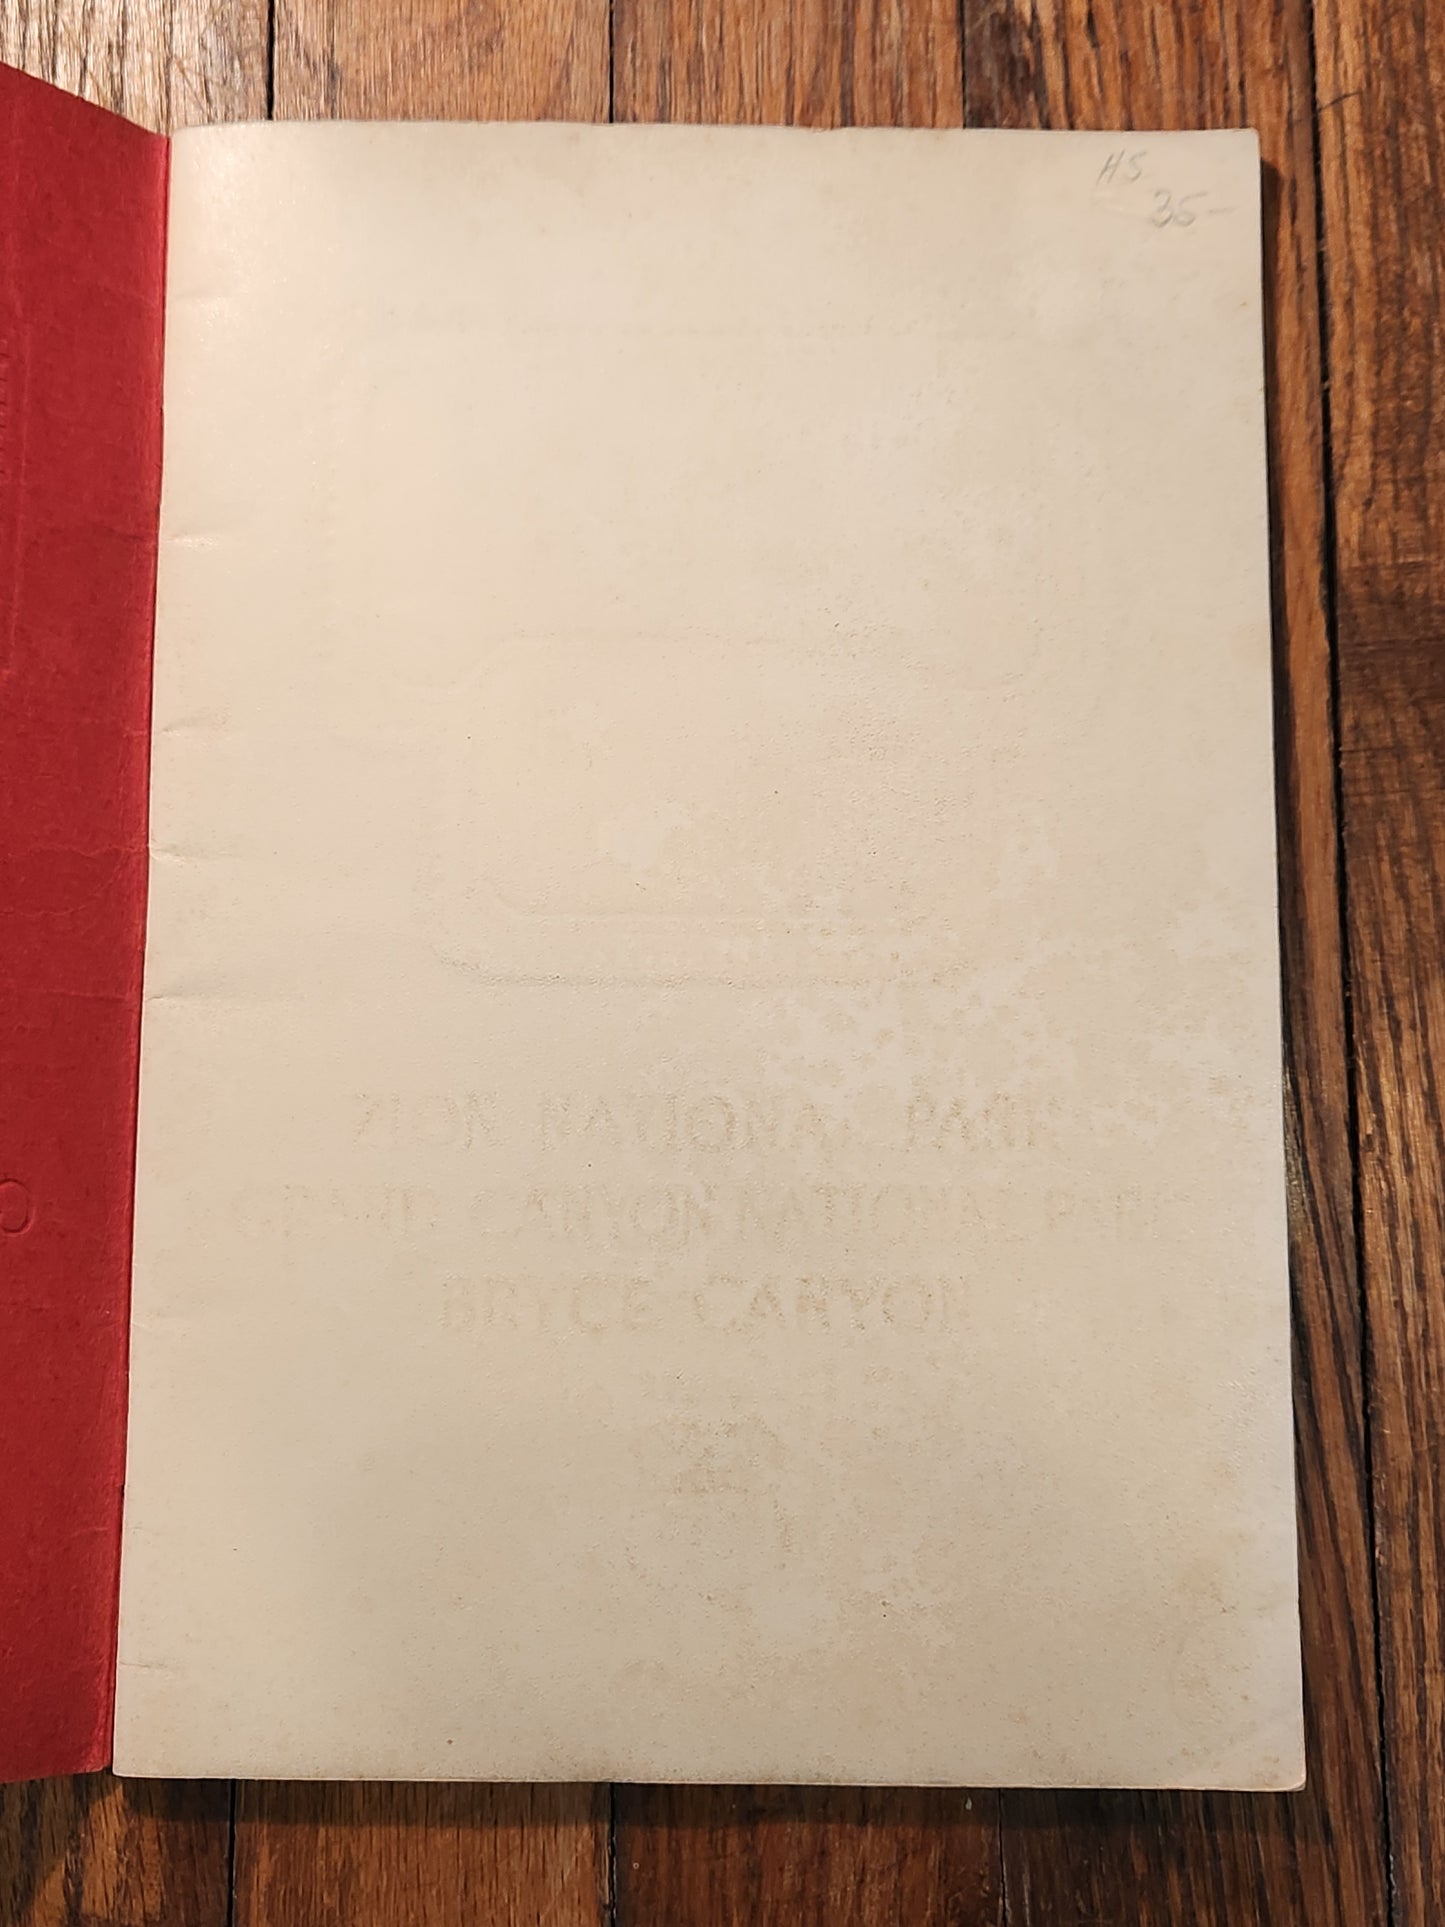 HS
35-
ZION NATIONAL PARK
GRAND CANYON NATIONAL PARK
BRYCE CANYON